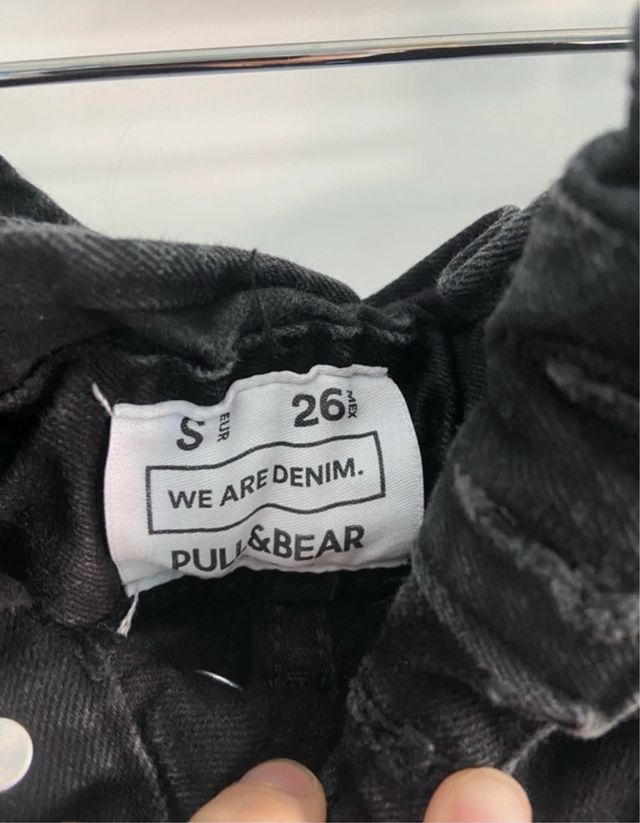 S EUR 26 MEX
WE ARE DENIM.
PULL&BEAR